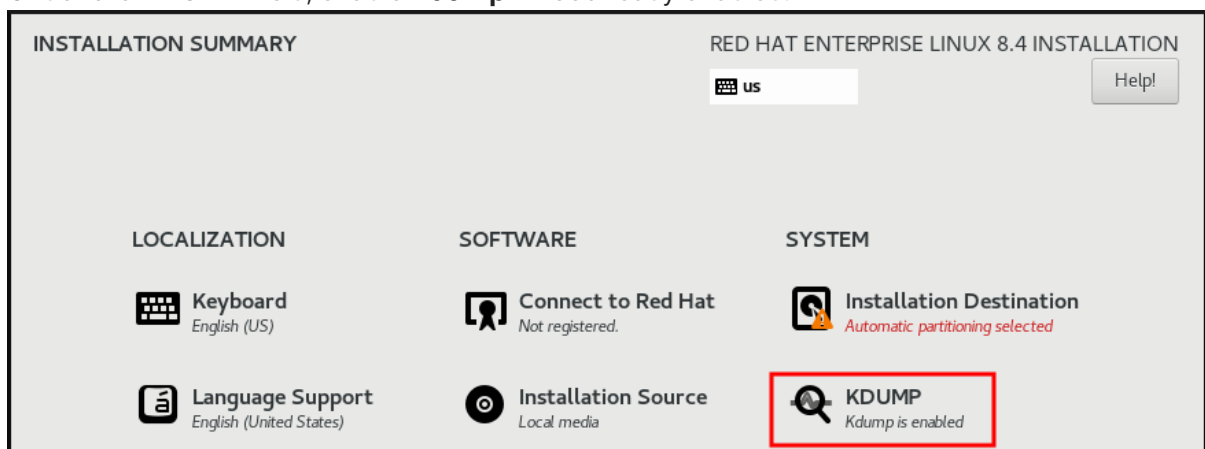 INSTALLATION SUMMARY
RED HAT ENTERPRISE LINUX 8.4 INSTALLATION
us
Help!
LOCALIZATION
SOFTWARE
SYSTEM
Keyboard
English (US)
Connect to Red Hat
Not registered.
Installation Destination
Automatic partitioning selected
Language Support
English (United States)
Installation Source
Local media
KDUMP
Kdump is enabled